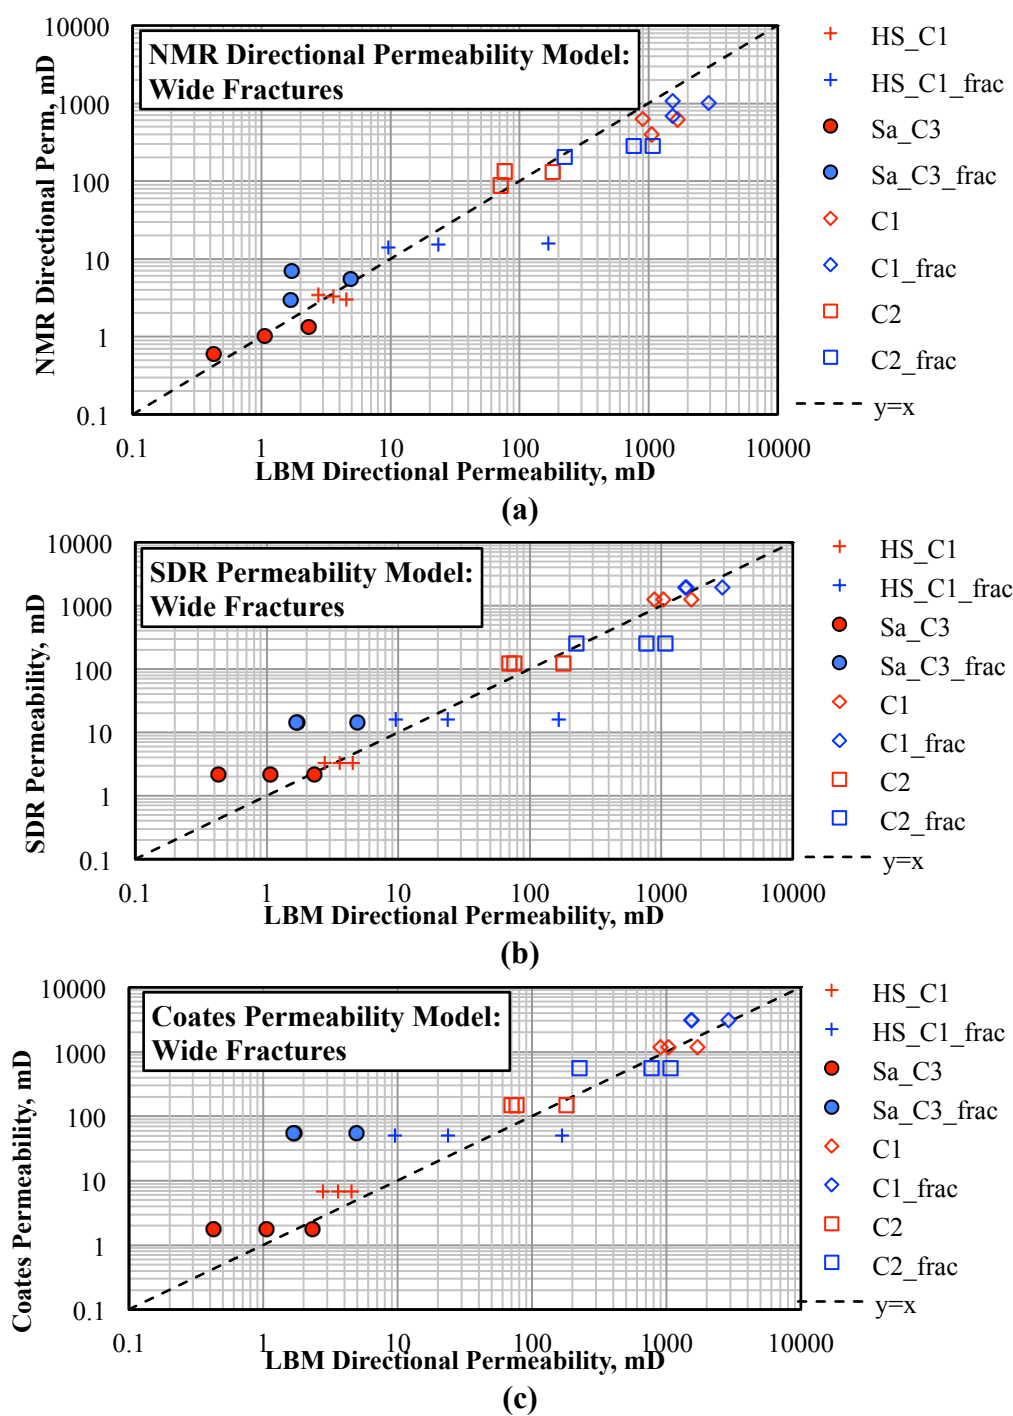 NMR Directional Permeability Model:
Wide Fractures
NMR Directional Perm, mD
10000
1000
100
10
1
0.1
0.1 1 10 100 1000 10000
LBM Directional Permeability, mD
HS_C1
HS_C1_frac
Sa_C3
Sa_C3_frac
C1
C1_frac
C2
C2_frac
y=x
(a)
SDR Permeability Model:
Wide Fractures
SDR Permeability, mD
10000
1000
100
10
1
0.1
0.1 1 10 100 1000 10000
LBM Directional Permeability, mD
HS_C1
HS_C1_frac
Sa_C3
Sa_C3_frac
C1
C1_frac
C2
C2_frac
y=x
(b)
Coates Permeability Model:
Wide Fractures
Coates Permeability, mD
10000
1000
100
10
1
0.1
0.1 1 10 100 1000 10000
LBM Directional Permeability, mD
HS_C1
HS_C1_frac
Sa_C3
Sa_C3_frac
C1
C1_frac
C2
C2_frac
y=x
(c)